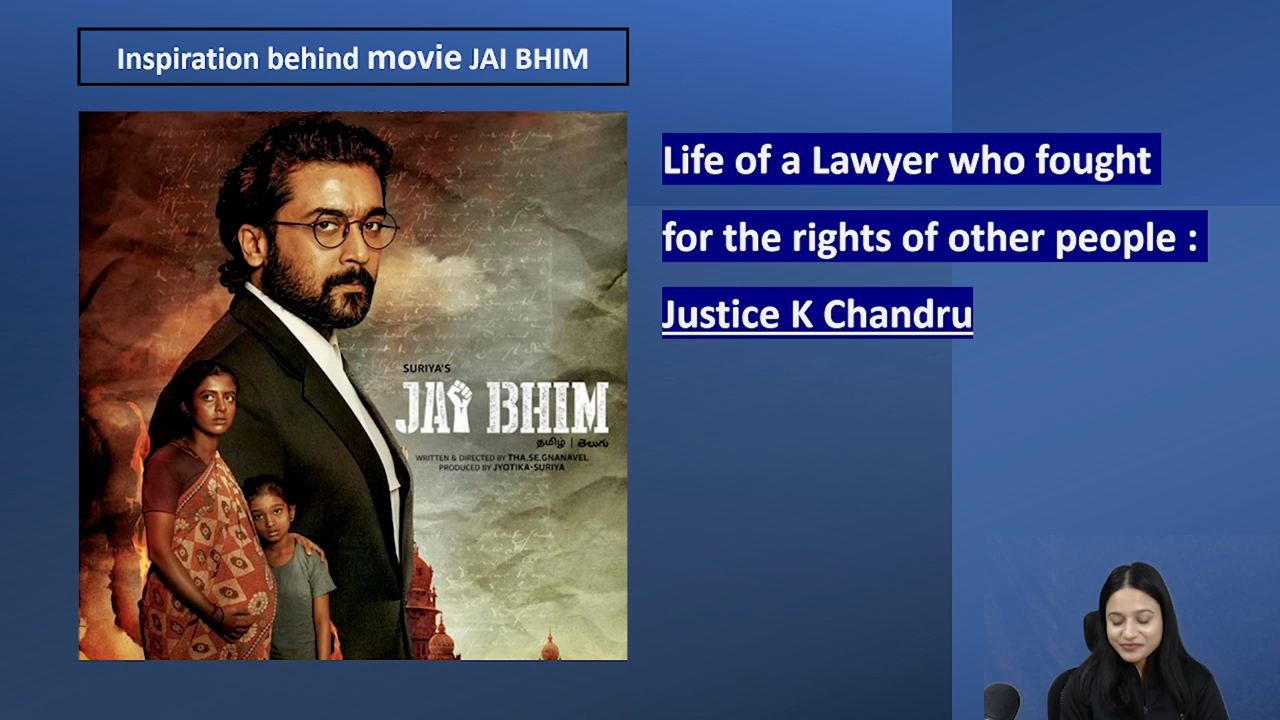 Inspiration behind movie JAI BHIM
Life of a Lawyer who fought
for the rights of other people :
Justice K Chandru
SURIYA'S
JAI BHIM
தமிழ் | తెలుగు
WRITTEN & DIRECTED BY THA.SE.GNANAVEL
PRODUCED BY JYOTIKA-SURIYA